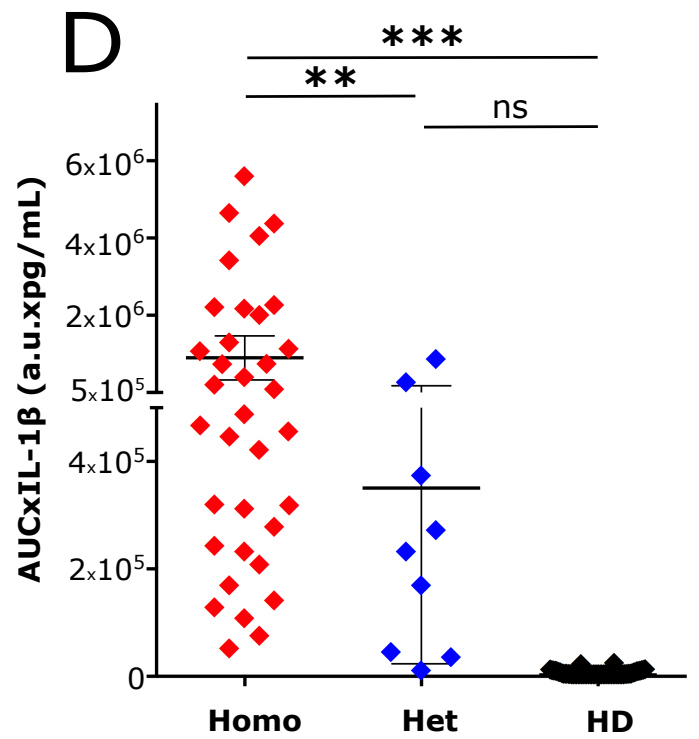 D
***
**
ns
AUCxIL-1β (a.u.xpg/mL)
6x10⁶
4x10⁶
2x10⁶
5x10⁵
4x10⁵
2x10⁵
0
Homo Het HD